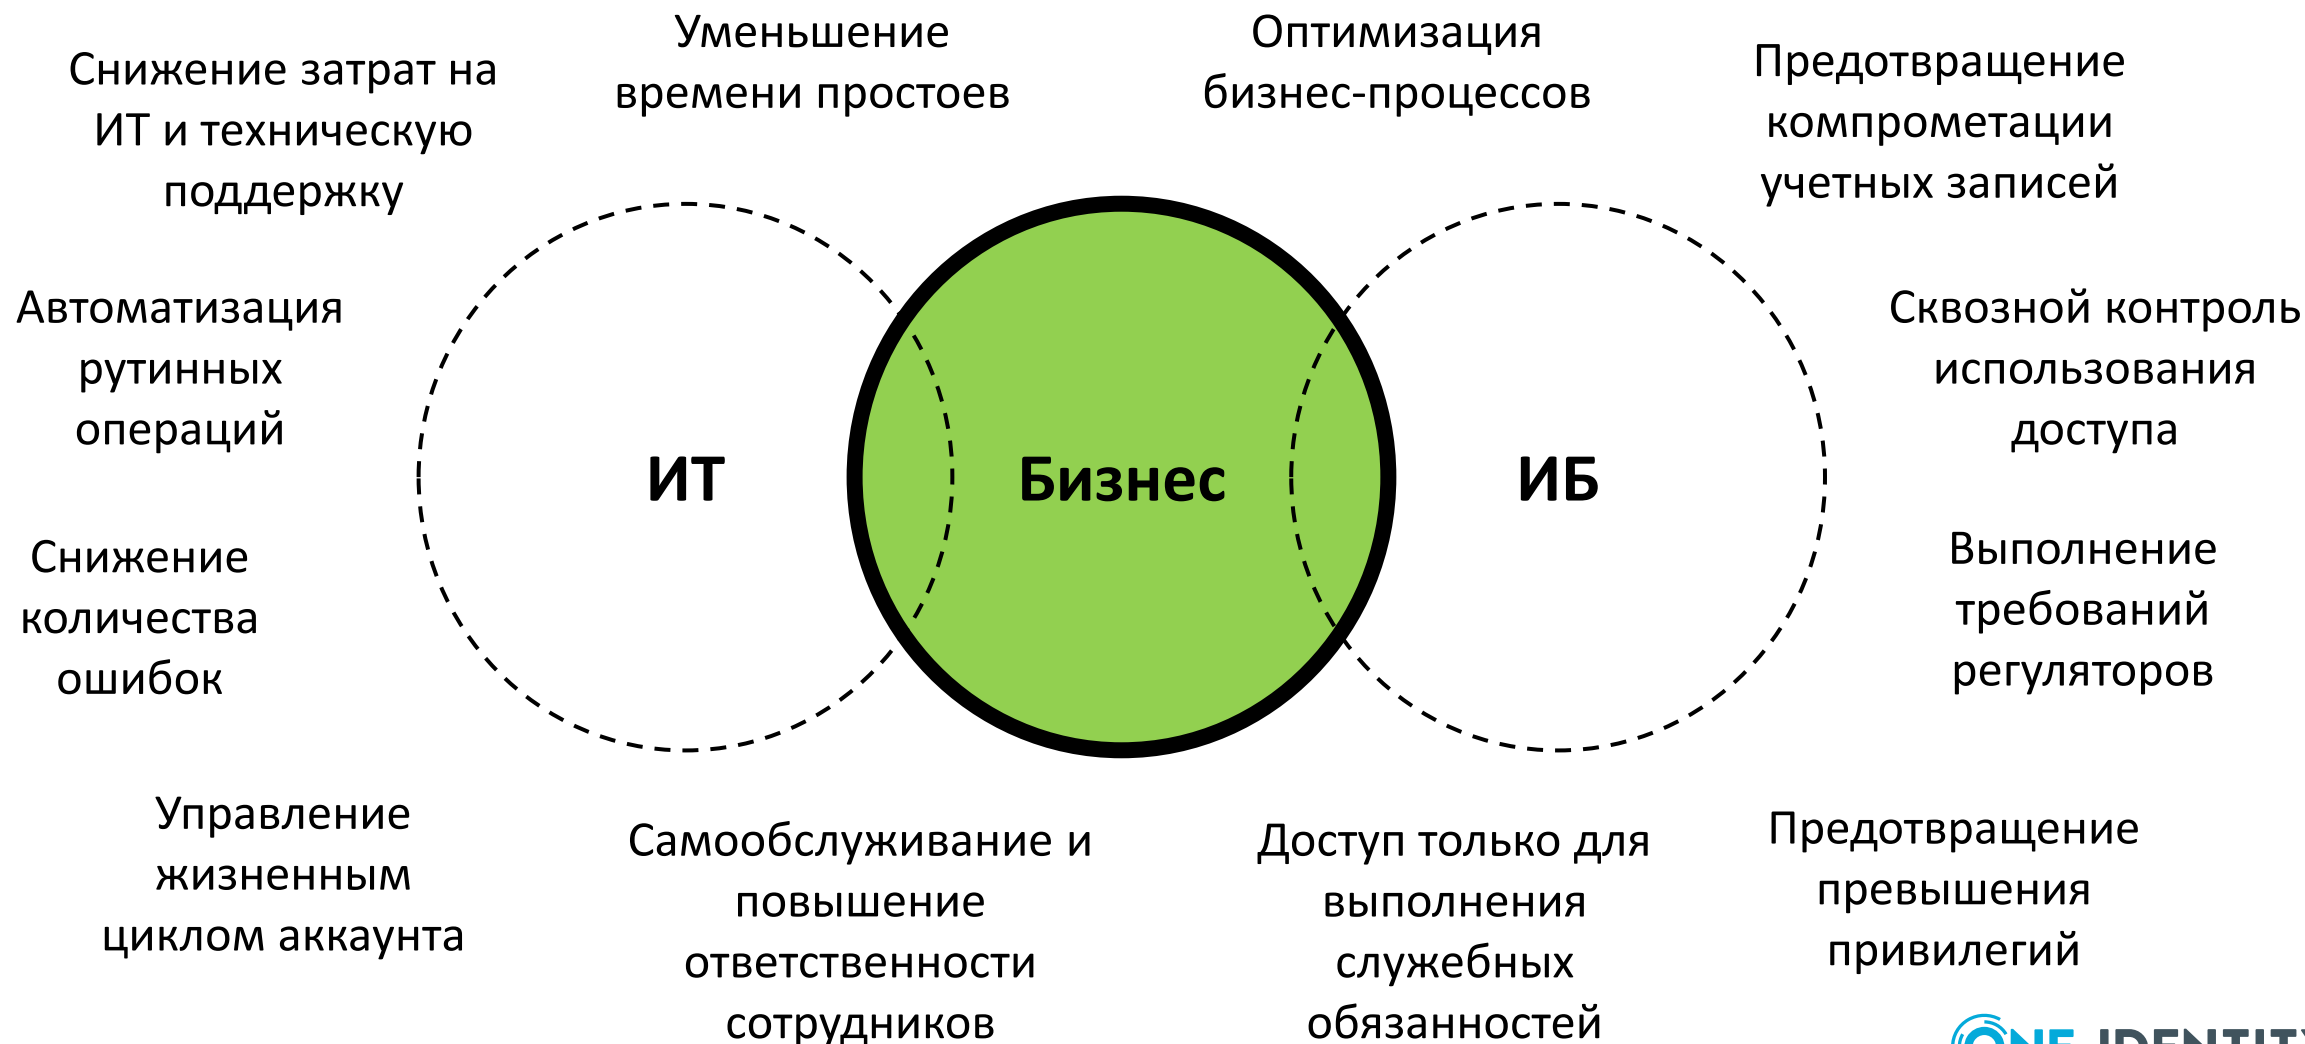 Снижение затрат на
ИТ и техническую
поддержку
Уменьшение
времени простоев
Оптимизация
бизнес-процессов
Предотвращение
компрометации
учетных записей
Автоматизация
рутинных
операций
Сквозной контроль
использования
доступа
ИТ
Бизнес
ИБ
Снижение
количества
ошибок
Выполнение
требований
регуляторов
Управление
жизненным
циклом аккаунта
Самообслуживание и
повышение
ответственности
сотрудников
Доступ только для
выполнения
служебных
обязанностей
Предотвращение
превышения
привилегий
ONE IDENTITY